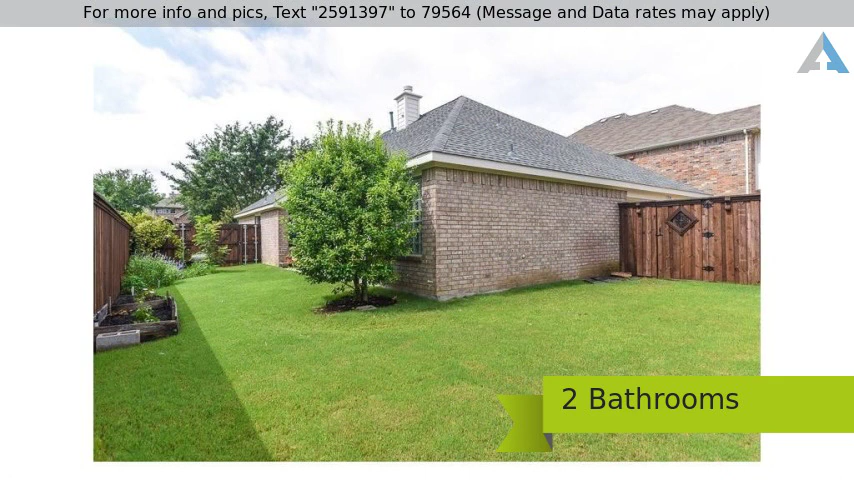 For more info and pics, Text "2591397" to 79564 (Message and Data rates may apply)
2 Bathrooms